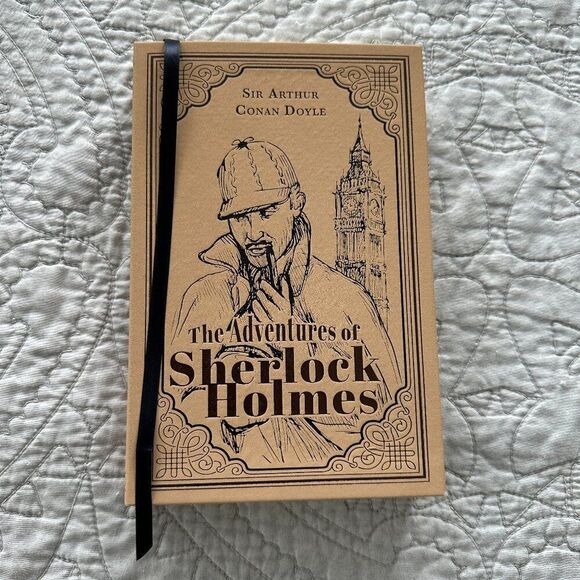 Sir Arthur
Conan Doyle
The Adventures of
Sherlock
Holmes